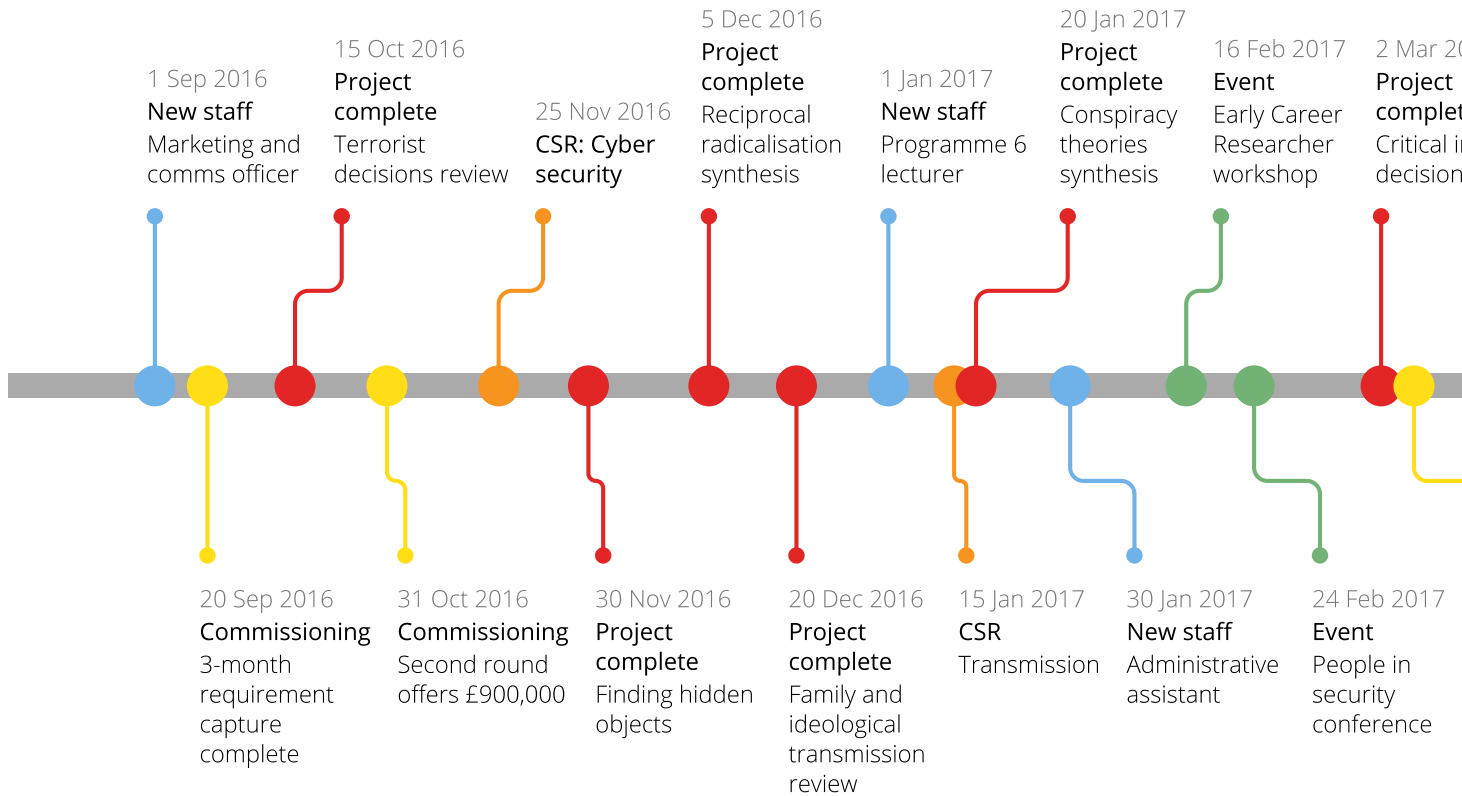 1 Sep 2016
New staff
Marketing and
comms officer
15 Oct 2016
Project
complete
Terrorist
decisions review
25 Nov 2016
CSR: Cyber
security
5 Dec 2016
Project
complete
Reciprocal
radicalisation
synthesis
1 Jan 2017
New staff
Programme 6
lecturer
20 Jan 2017
Project
complete
Conspiracy
theories
synthesis
16 Feb 2017
Event
Early Career
Researcher
workshop
2 Mar
Project
Critical
20 Sep 2016
Commissioning
3-month
requirement
capture
complete
31 Oct 2016
Commissioning
Second round
offers £900,000
30 Nov 2016
Project
complete
Finding hidden
objects
20 Dec 2016
Project
complete
Family and
ideological
transmission
review
15 Jan 2017
CSR
Transmission
30 Jan 2017
New staff
Administrative
assistant
24 Feb 2017
Event
People in
security
conference